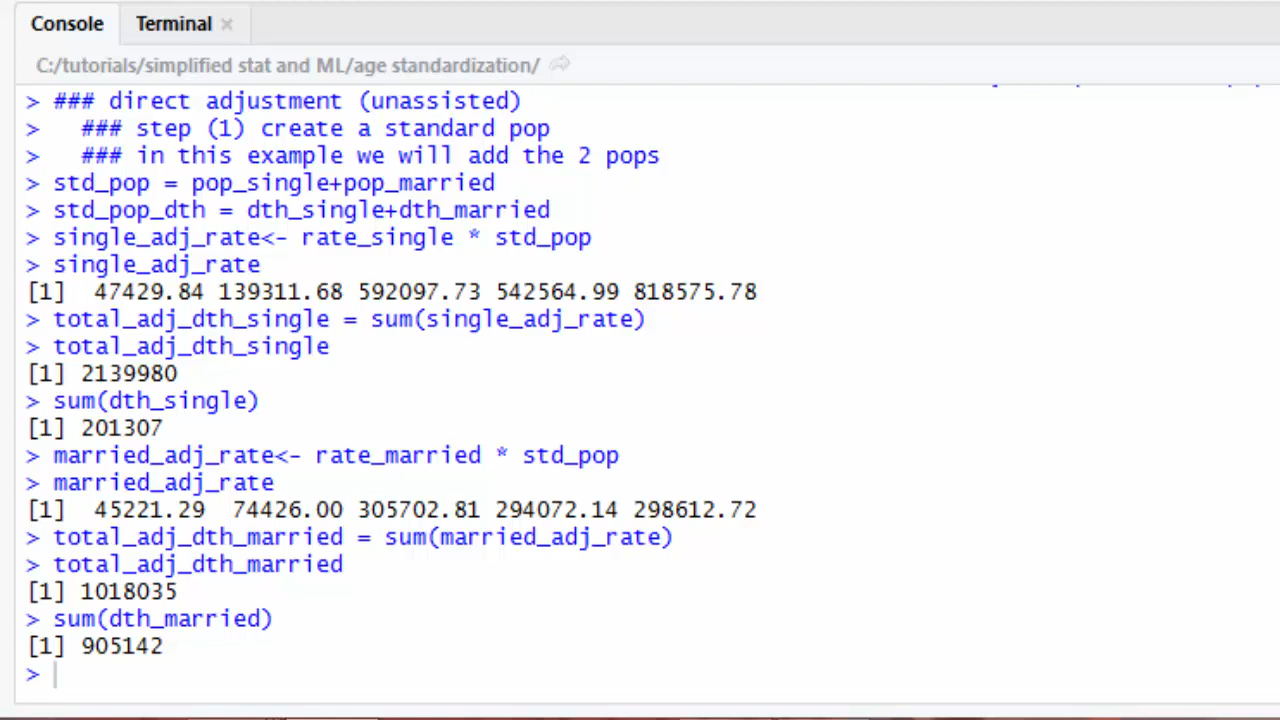 Console Terminal ×
C:/tutorials/simplified stat and ML/age standardization/
> ### direct adjustment (unassisted)
>   ### step (1) create a standard pop
>   ### in this example we will add the 2 pops
> std_pop = pop_single+pop_married
> std_pop_dth = dth_single+dth_married
> single_adj_rate<- rate_single * std_pop
> single_adj_rate
[1]  47429.84 139311.68 592097.73 542564.99 818575.78
> total_adj_dth_single = sum(single_adj_rate)
> total_adj_dth_single
[1] 2139980
> sum(dth_single)
[1] 201307
> married_adj_rate<- rate_married * std_pop
> married_adj_rate
[1]  45221.29  74426.00 305702.81 294072.14 298612.72
> total_adj_dth_married = sum(married_adj_rate)
> total_adj_dth_married
[1] 1018035
> sum(dth_married)
[1] 905142
>